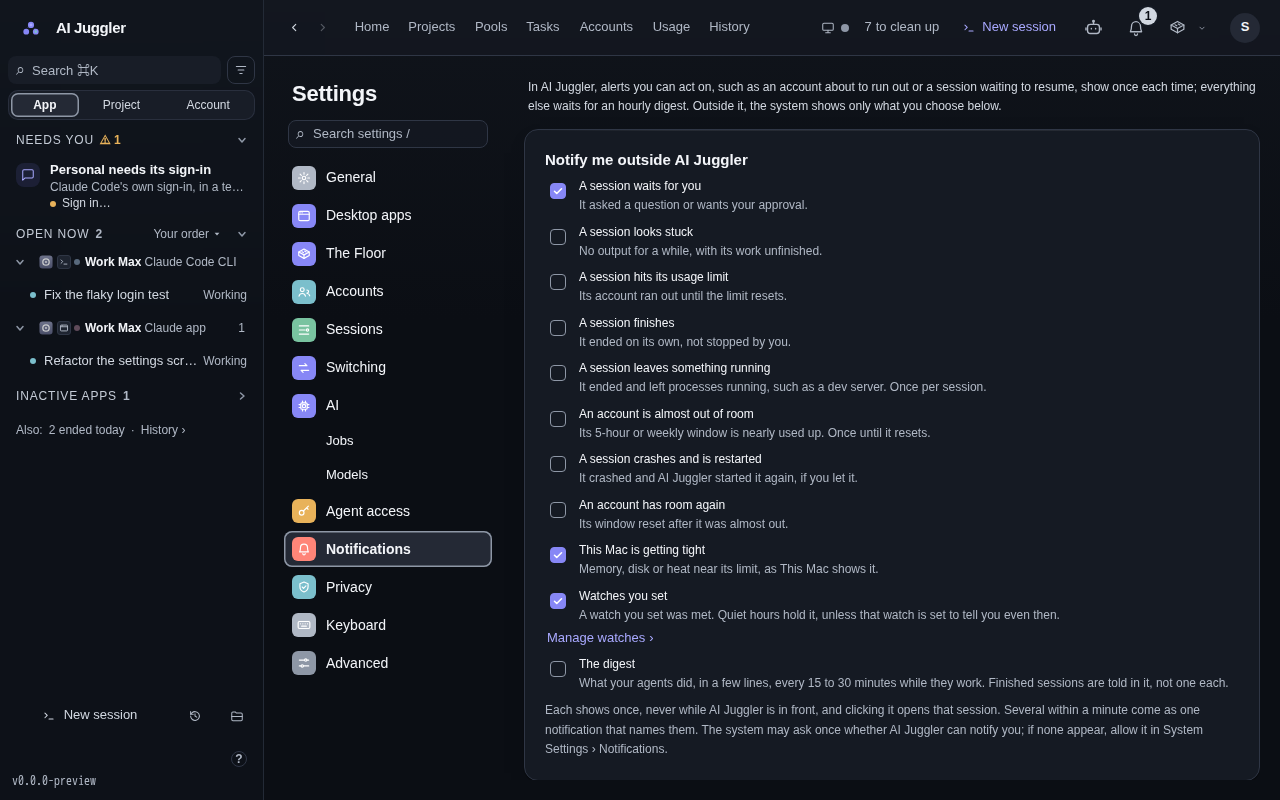 AI Juggler
Search ⌘K
App Project Account
NEEDS YOU 1
Personal needs its sign-in
Claude Code's own sign-in, in a te…
Sign in…
OPEN NOW 2 Your order
Work Max Claude Code CLI
Fix the flaky login test Working
Work Max Claude app 1
Refactor the settings scr… Working
INACTIVE APPS 1
Also: 2 ended today · History ›
New session
?
v0.0.0-preview
Home Projects Pools Tasks Accounts Usage History
7 to clean up
New session
1
S
Settings
Search settings /
General
Desktop apps
The Floor
Accounts
Sessions
Switching
AI
Jobs
Models
Agent access
Notifications
Privacy
Keyboard
Advanced
In AI Juggler, alerts you can act on, such as an account about to run out or a session waiting to resume, show once each time; everything
else waits for an hourly digest. Outside it, the system shows only what you choose below.
Notify me outside AI Juggler
A session waits for you
It asked a question or wants your approval.
A session looks stuck
No output for a while, with its work unfinished.
A session hits its usage limit
Its account ran out until the limit resets.
A session finishes
It ended on its own, not stopped by you.
A session leaves something running
It ended and left processes running, such as a dev server. Once per session.
An account is almost out of room
Its 5-hour or weekly window is nearly used up. Once until it resets.
A session crashes and is restarted
It crashed and AI Juggler started it again, if you let it.
An account has room again
Its window reset after it was almost out.
This Mac is getting tight
Memory, disk or heat near its limit, as This Mac shows it.
Watches you set
A watch you set was met. Quiet hours hold it, unless that watch is set to tell you even then.
Manage watches ›
The digest
What your agents did, in a few lines, every 15 to 30 minutes while they work. Finished sessions are told in it, not one each.
Each shows once, never while AI Juggler is in front, and clicking it opens that session. Several within a minute come as one
notification that names them. The system may ask once whether AI Juggler can notify you; if none appear, allow it in System
Settings › Notifications.